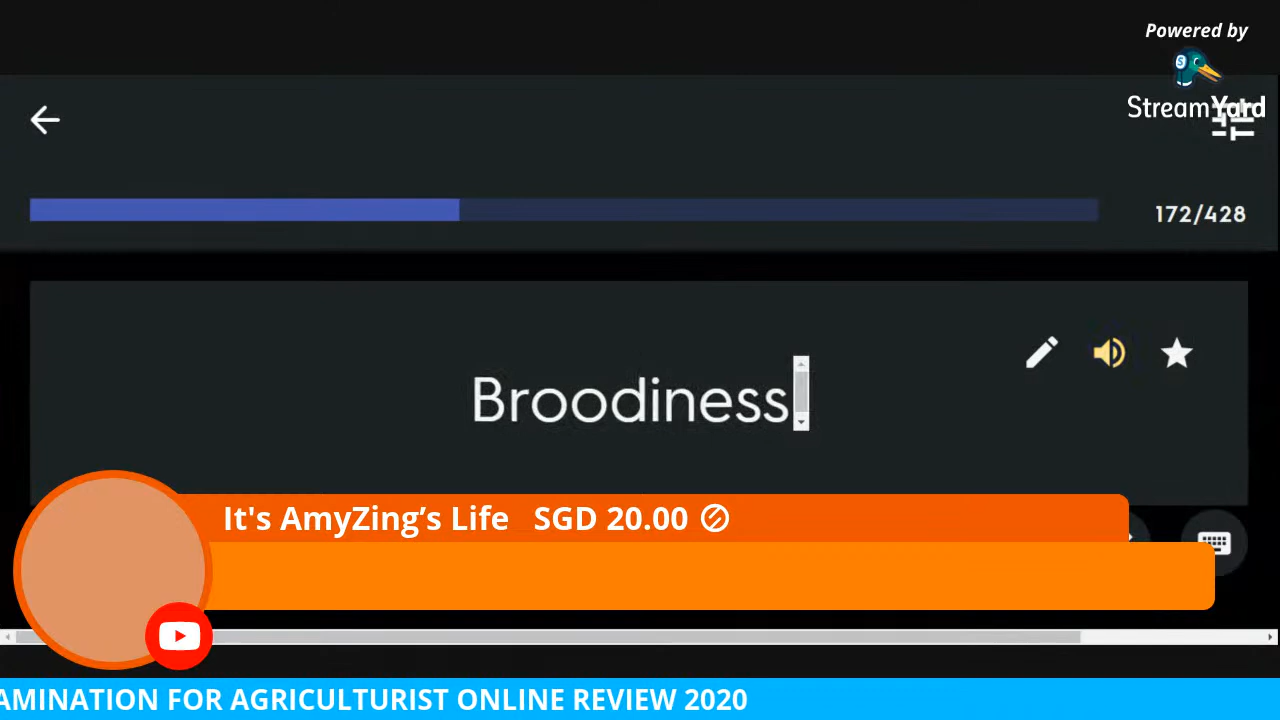 Powered by
StreamYard
172/428
Broodiness
It's AmyZing’s Life SGD 20.00
AMINATION FOR AGRICULTURIST ONLINE REVIEW 2020